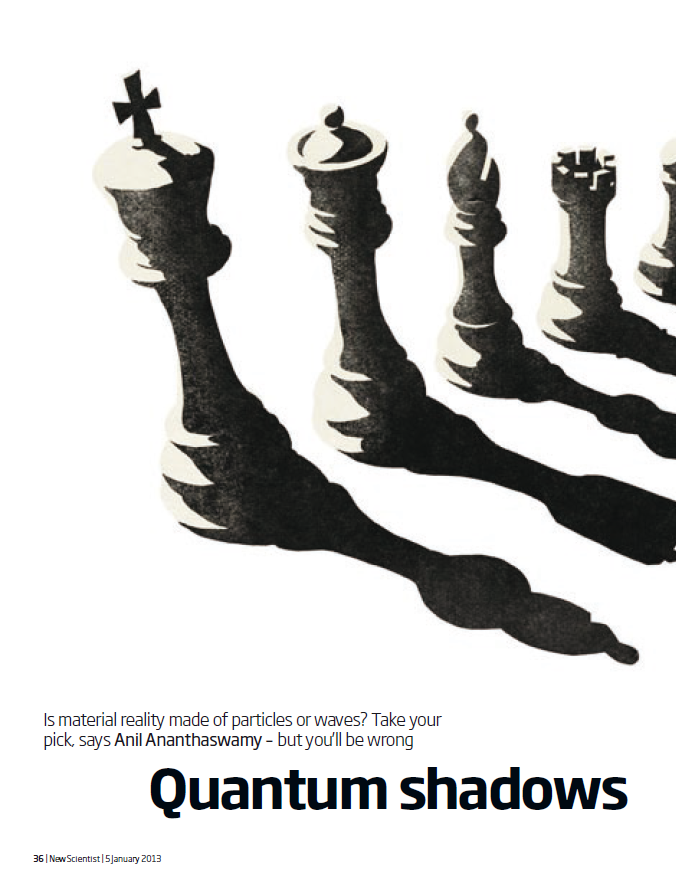 Is material reality made of particles or waves? Take your
pick, says Anil Ananthaswamy – but you'll be wrong
Quantum shadows
36 | NewScientist | 5 January 2013